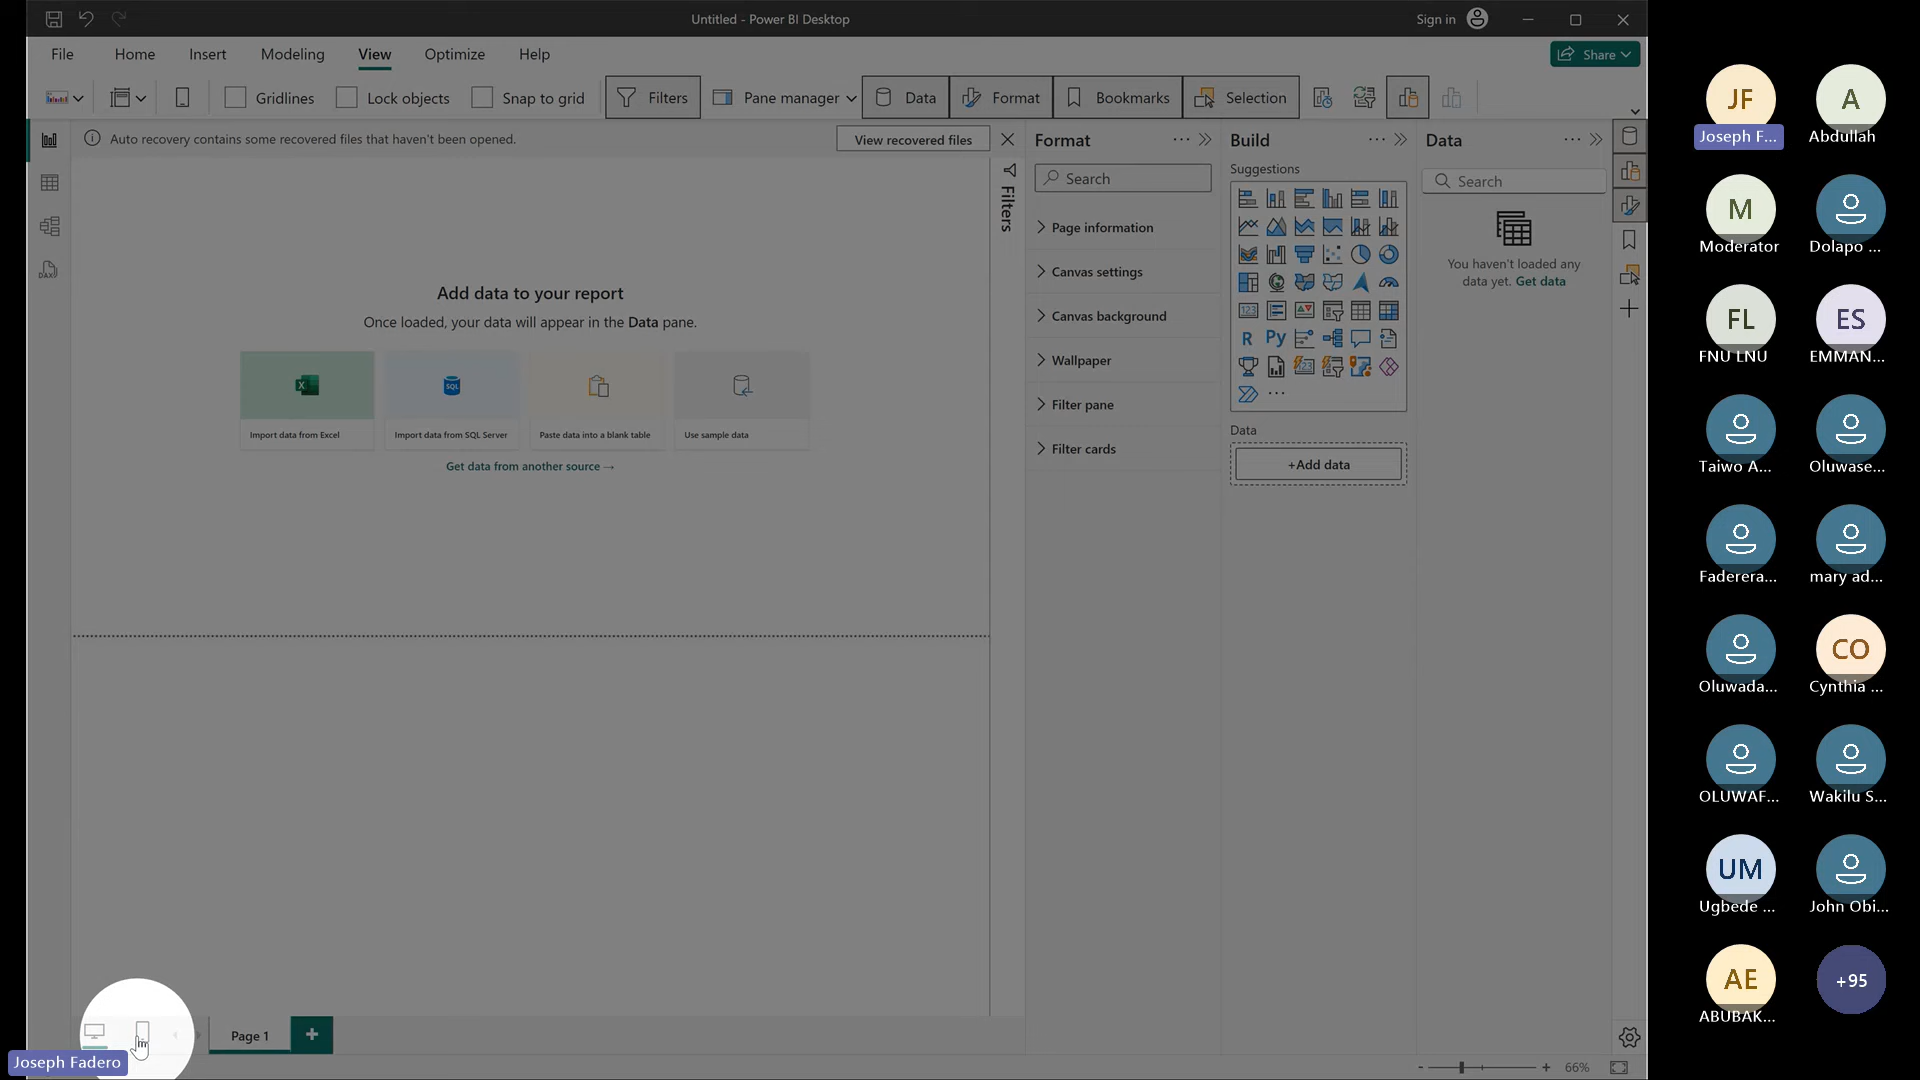 Untitled - Power BI Desktop
Sign in
File Home Insert Modeling View Optimize Help
Share
Gridlines Lock objects Snap to grid Filters Pane manager Data Format Bookmarks Selection
Auto recovery contains some recovered files that haven't been opened.
View recovered files
Filters
Add data to your report
Once loaded, your data will appear in the Data pane.
X
SQL
Import data from Excel
Import data from SQL Server
Paste data into a blank table
Use sample data
Get data from another source →
Format
Search
Page information
Canvas settings
Canvas background
Wallpaper
Filter pane
Filter cards
Build
Suggestions
123
R Py
...
Data
+Add data
Data
Search
You haven't loaded any
data yet. Get data
DAX
Page 1
+
Joseph Fadero
- + 66%
JF
Joseph F...
A
Abdullah
M
Moderator
Dolapo ...
FL
FNU LNU
ES
EMMAN...
Taiwo A...
Oluwase...
Faderera...
mary ad...
Oluwada...
CO
Cynthia ...
OLUWAF...
Wakilu S...
UM
Ugbede ...
John Obi...
AE
ABUBAK...
+95